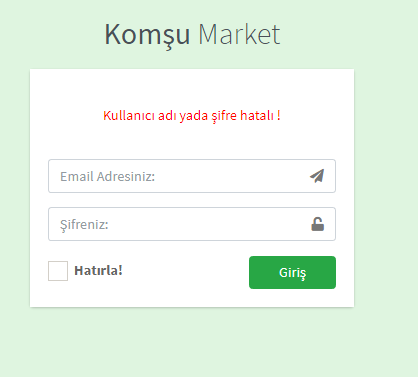 Komşu Market
Kullanıcı adı yada şifre hatalı !
Email Adresiniz:
Şifreniz:
Hatırla!
Giriş